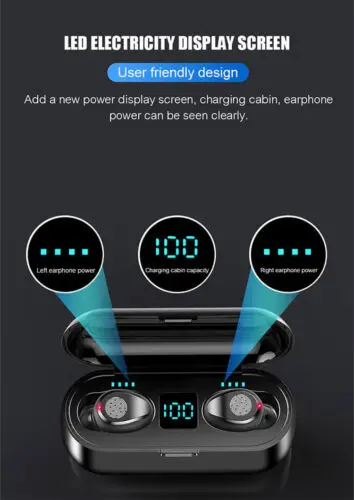 LED ELECTRICITY DISPLAY SCREEN
User friendly design
Add a new power display screen, charging cabin, earphone
power can be seen clearly.
Left earphone power
100
Charging cabin capacity
Right earphone power
100